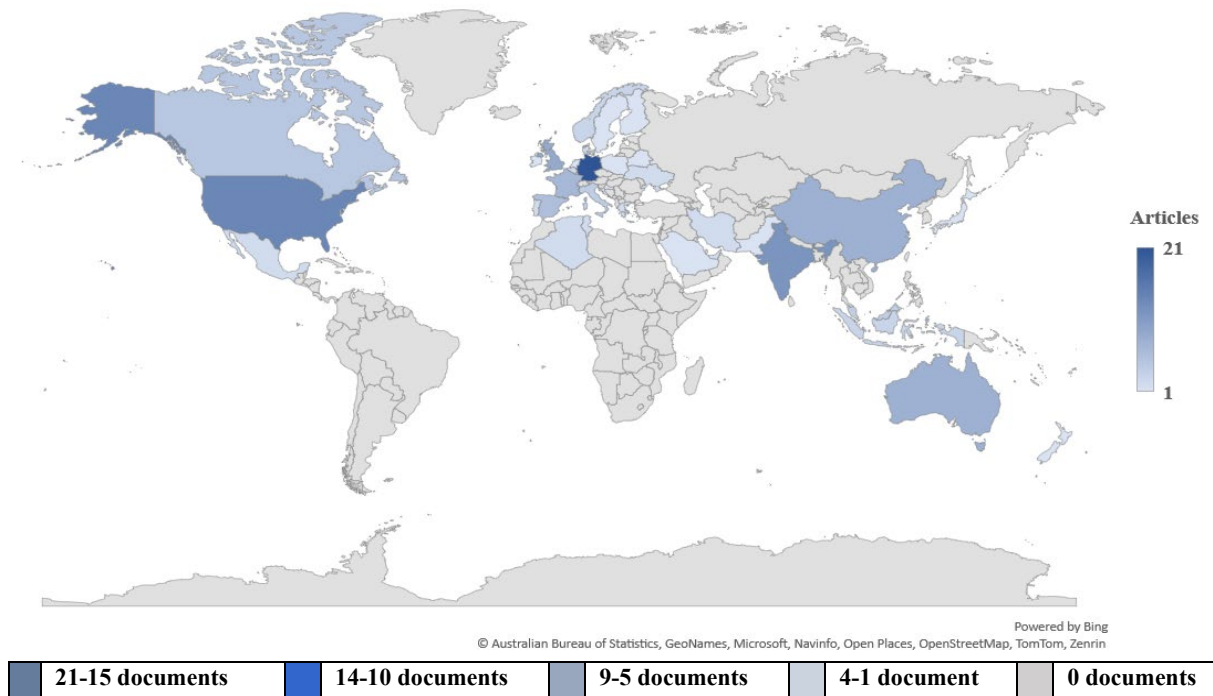 Articles
21
1
Powered by Bing
© Australian Bureau of Statistics, GeoNames, Microsoft, Navinfo, Open Places, OpenStreetMap, TomTom, Zenrin
21-15 documents 14-10 documents 9-5 documents 4-1 document 0 documents